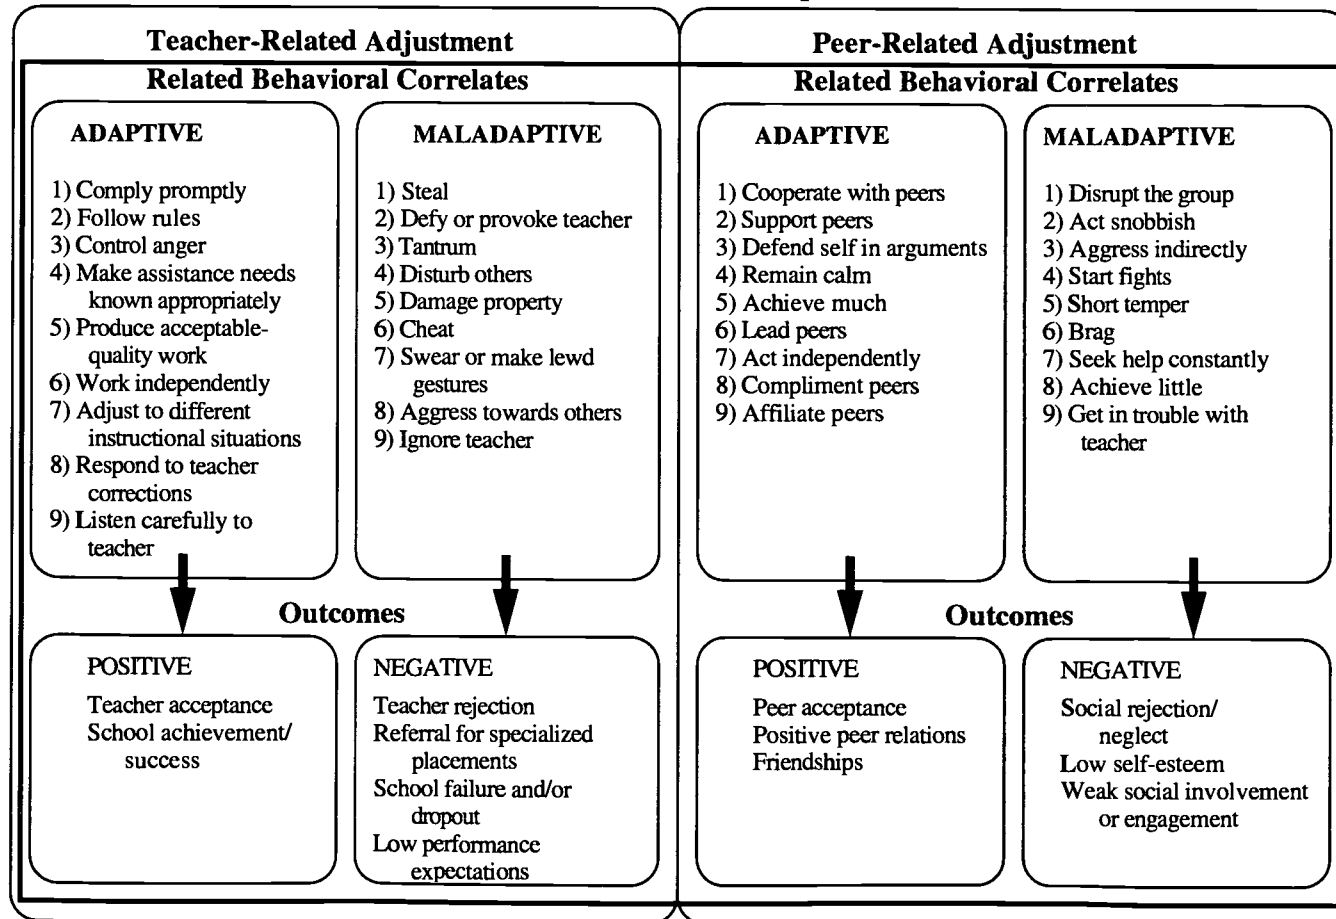 Teacher-Related Adjustment
Related Behavioral Correlates
ADAPTIVE
1) Comply promptly
2) Follow rules
3) Control anger
4) Make assistance needs
known appropriately
5) Produce acceptable-
quality work
6) Work independently
7) Adjust to different
instructional situations
8) Respond to teacher
corrections
9) Listen carefully to
teacher
MALADAPTIVE
1) Steal
2) Defy or provoke teacher
3) Tantrum
4) Disturb others
5) Damage property
6) Cheat
7) Swear or make lewd
gestures
8) Aggress towards others
9) Ignore teacher
Outcomes
POSITIVE
Teacher acceptance
School achievement/
success
NEGATIVE
Teacher rejection
Referral for specialized
placements
School failure and/or
dropout
Low performance
expectations
Peer-Related Adjustment
Related Behavioral Correlates
ADAPTIVE
1) Cooperate with peers
2) Support peers
3) Defend self in arguments
4) Remain calm
5) Achieve much
6) Lead peers
7) Act independently
8) Compliment peers
9) Affiliate peers
MALADAPTIVE
1) Disrupt the group
2) Act snobbish
3) Aggress indirectly
4) Start fights
5) Short temper
6) Brag
7) Seek help constantly
8) Achieve little
9) Get in trouble with
teacher
Outcomes
POSITIVE
Peer acceptance
Positive peer relations
Friendships
NEGATIVE
Social rejection/
neglect
Low self-esteem
Weak social involvement
or engagement